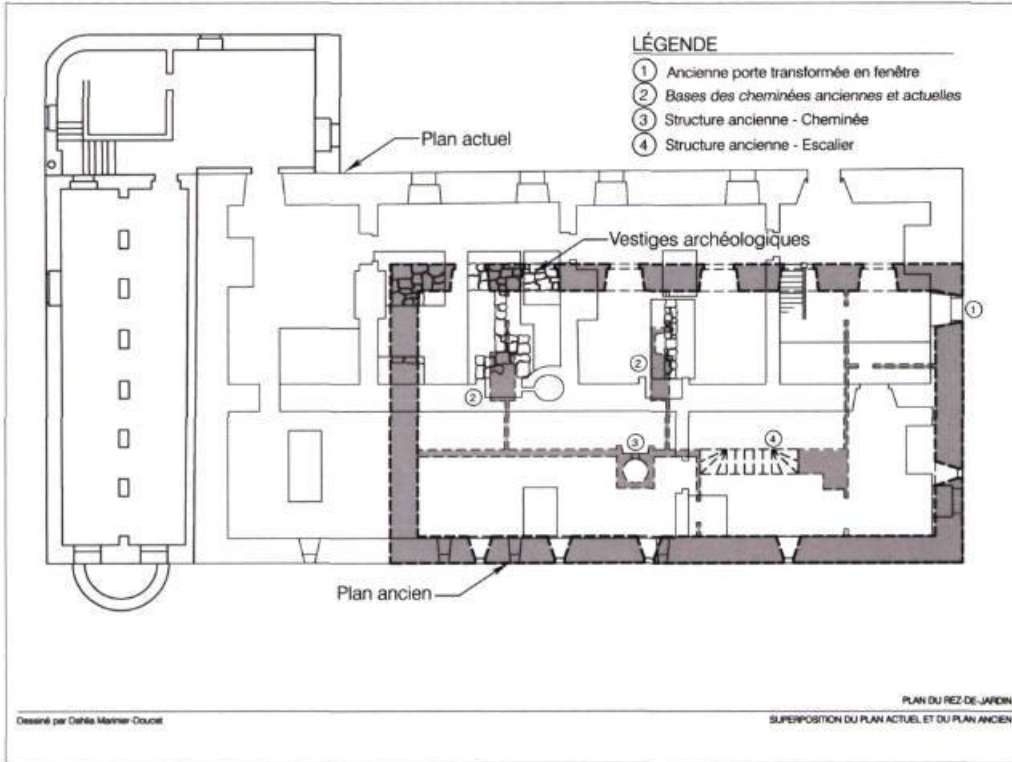 LÉGENDE
1 Ancienne porte transformée en fenêtre
2 Bases des cheminées anciennes et actuelles
3 Structure ancienne - Cheminée
4 Structure ancienne - Escalier
Plan actuel
Vestiges archéologiques
1
2
2
3
4
Plan ancien
PLAN DU REZ-DE-JARDIN
Dessiné par Dahlia Marinier-Doucet
SUPERPOSITION DU PLAN ACTUEL ET DU PLAN ANCIEN